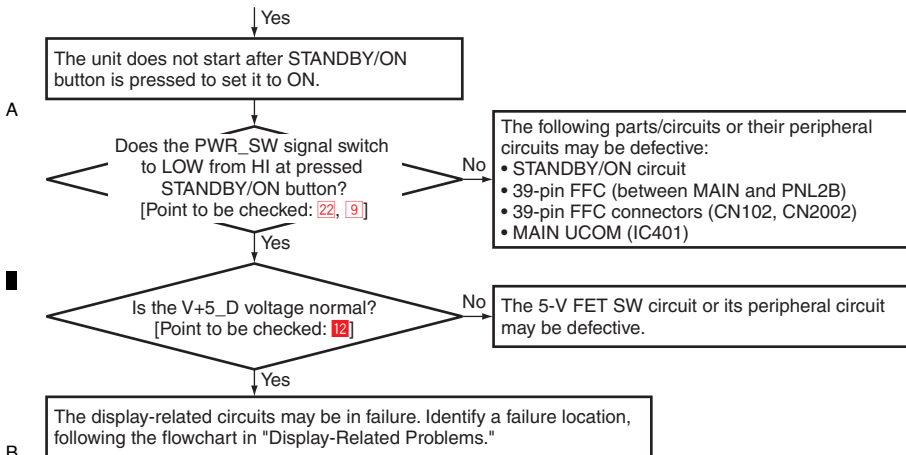 Yes
The unit does not start after STANDBY/ON
button is pressed to set it to ON.
A
Does the PWR_SW signal switch
to LOW from HI at pressed
STANDBY/ON button?
[Point to be checked: 22, 9]
No
The following parts/circuits or their peripheral
circuits may be defective:
• STANDBY/ON circuit
• 39-pin FFC (between MAIN and PNL2B)
• 39-pin FFC connectors (CN102, CN2002)
• MAIN UCOM (IC401)
Yes
Is the V+5_D voltage normal?
[Point to be checked: 12]
No
The 5-V FET SW circuit or its peripheral circuit
may be defective.
Yes
The display-related circuits may be in failure. Identify a failure location,
following the flowchart in "Display-Related Problems."
B